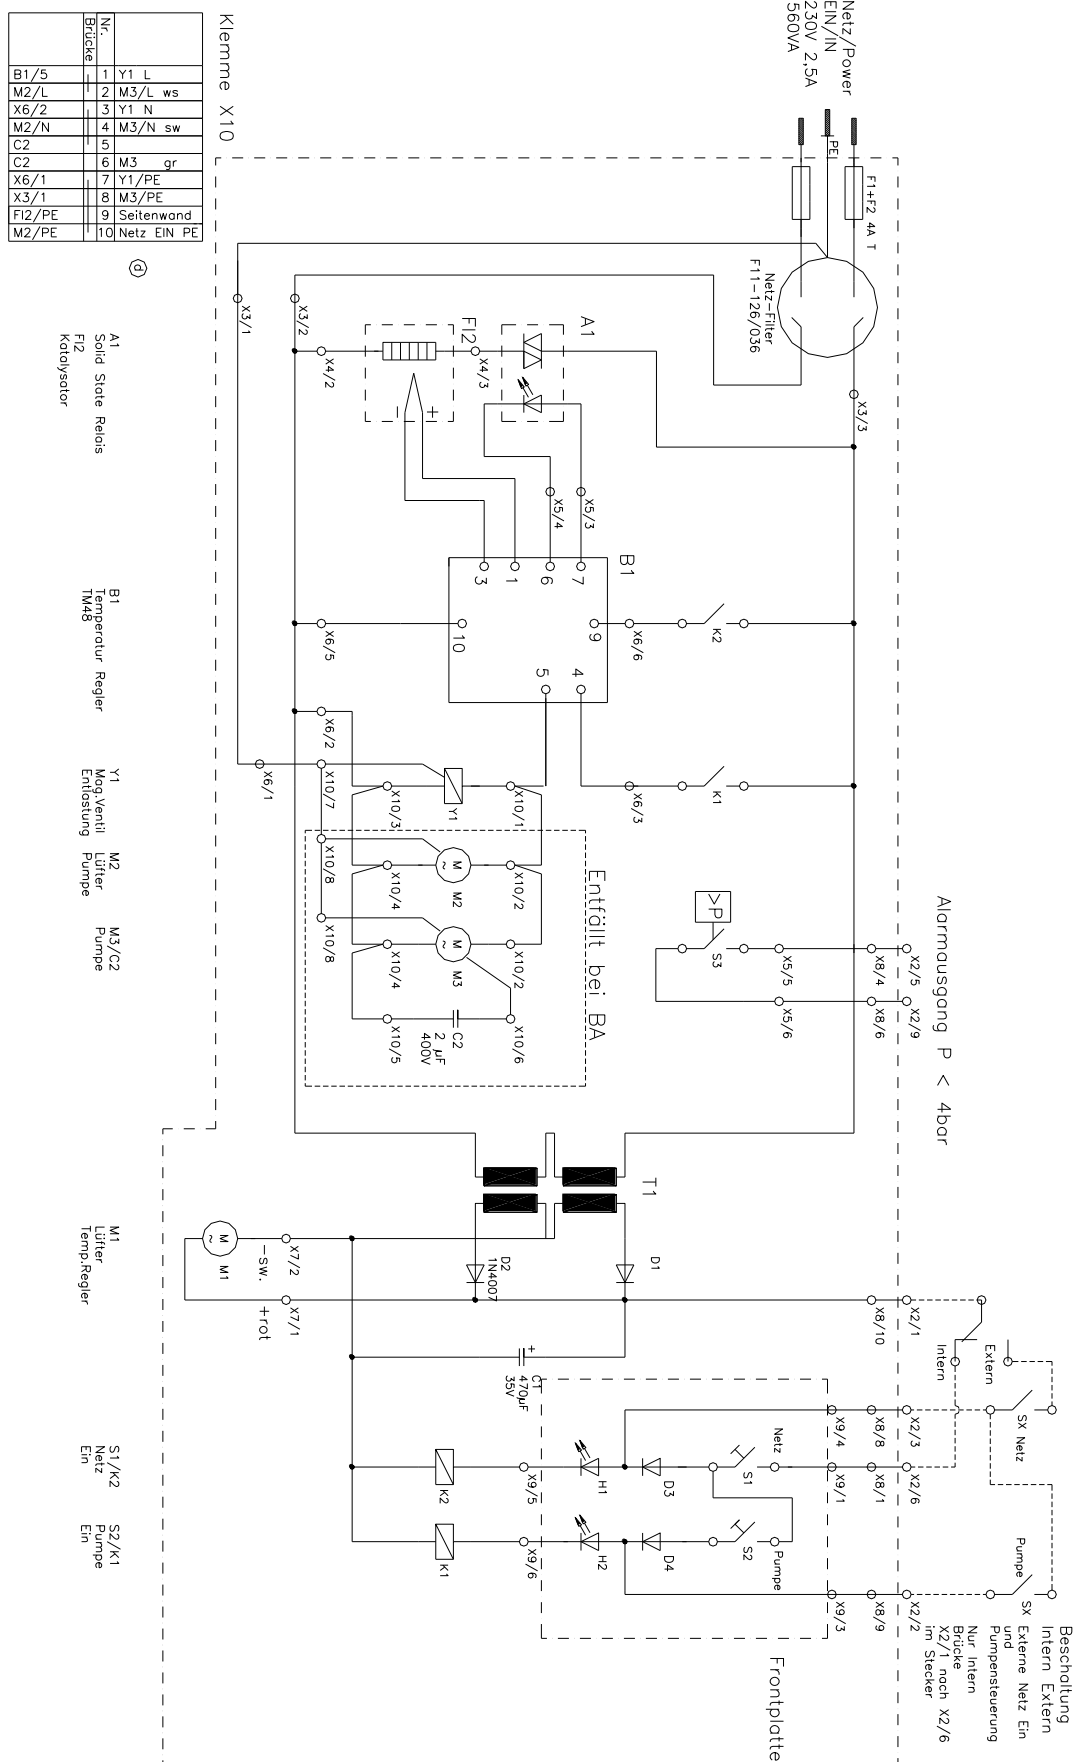 Netz/Power
EIN/IN
230V 2,5A
560VA
PE
F1+F2 4A T
Netz-Filter
F11-126/036
Klemme X10
Nr.
Brücke
B1/5 1 Y1 L
M2/L 2 M3/L ws
X6/2 3 Y1 N
M2/N 4 M3/N sw
C2 5
C2 6 M3 gr
X6/1 7 Y1/PE
X3/1 8 M3/PE
FI2/PE 9 Seitenwand
M2/PE 10 Netz EIN PE
d
X3/1
X3/2
X3/3
A1
FI2
X4/2
X4/3
+
X5/3
X5/4
A1
Solid State Relais
FI2
Katalysator
B1
3
1
6
7
10
9
5
4
X6/5
X6/6
K2
B1
Temperatur Regler
TM48
X6/2
X6/1
X10/7
X10/3
Y1
X10/1
X6/3
K1
Y1
Mag.Ventil
Entlastung
Entfällt bei BA
X10/8
X10/4
M
~
M2
X10/2
M2
Lüfter
Pumpe
X10/8
X10/4
M
~
M3
X10/2
X10/5
C2
2 µF
400V
X10/6
M3/C2
Pumpe
Alarmausgang P < 4bar
>P
S3
X5/5
X8/4
X2/5
X5/6
X8/6
X2/9
T1
M
~
M1
X7/2
-sw.
X7/1
+rot
D2
1N4007
D1
M1
Lüfter
Temp.Regler
X8/10
X2/1
Intern
Extern
+
C1
470µF
35V
SX Netz
X9/4
X8/8
X2/3
K2
X9/5
H1
D3
S1
Netz
X9/1
X8/1
X2/6
S1/K2
Netz
Ein
K1
X9/6
H2
D4
S2
Pumpe
X9/3
X8/9
X2/2
Pumpe
SX
S2/K1
Pumpe
Ein
Frontplatte
Beschaltung
Intern Extern
Externe Netz Ein
und
Pumpensteuerung
Nur Intern
Brücke
X2/1 nach X2/6
im Stecker